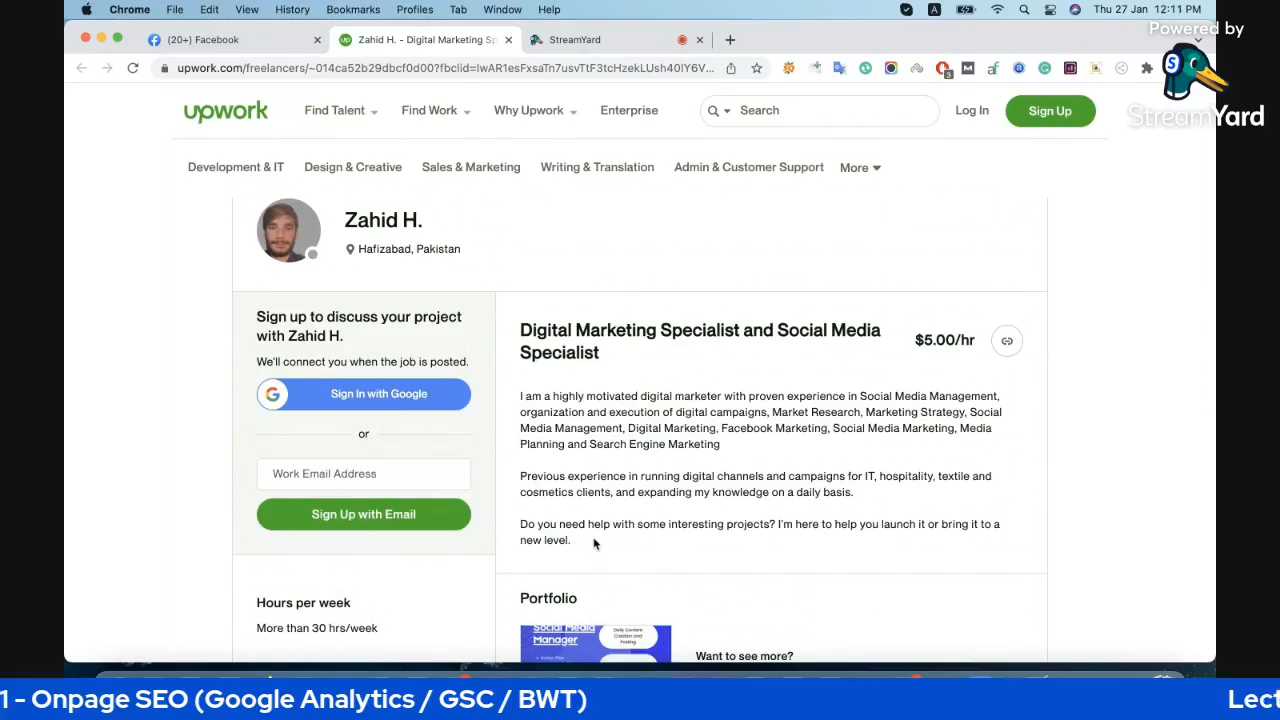 Chrome File Edit View History Bookmarks Profiles Tab Window Help
A Thu 27 Jan 12:11 PM
Powered by
StreamYard
(20+) Facebook
Zahid H. - Digital Marketing Sp
StreamYard
upwork.com/freelancers/~014ca52b29dbcf0d00?fbclid=
upwork
Find Talent
Find Work
Why Upwork
Enterprise
Search
Log In
Sign Up
Development & IT
Design & Creative
Sales & Marketing
Writing & Translation
Admin & Customer Support
More
Zahid H.
Hafizabad, Pakistan
Sign up to discuss your project
with Zahid H.
We'll connect you when the job is posted.
Sign In with Google
or
Work Email Address
Sign Up with Email
Hours per week
More than 30 hrs/week
Digital Marketing Specialist and Social Media
Specialist
$5.00/hr
I am a highly motivated digital marketer with proven experience in Social Media Management,
organization and execution of digital campaigns, Market Research, Marketing Strategy, Social
Media Management, Digital Marketing, Facebook Marketing, Social Media Marketing, Media
Planning and Search Engine Marketing
Previous experience in running digital channels and campaigns for IT, hospitality, textile and
cosmetics clients, and expanding my knowledge on a daily basis.
Do you need help with some interesting projects? I'm here to help you launch it or bring it to a
new level.
Portfolio
Social Media
Manager
Daily Content
Creation and
Posting
Want to see more?
1 - Onpage SEO (Google Analytics / GSC / BWT)
Lect